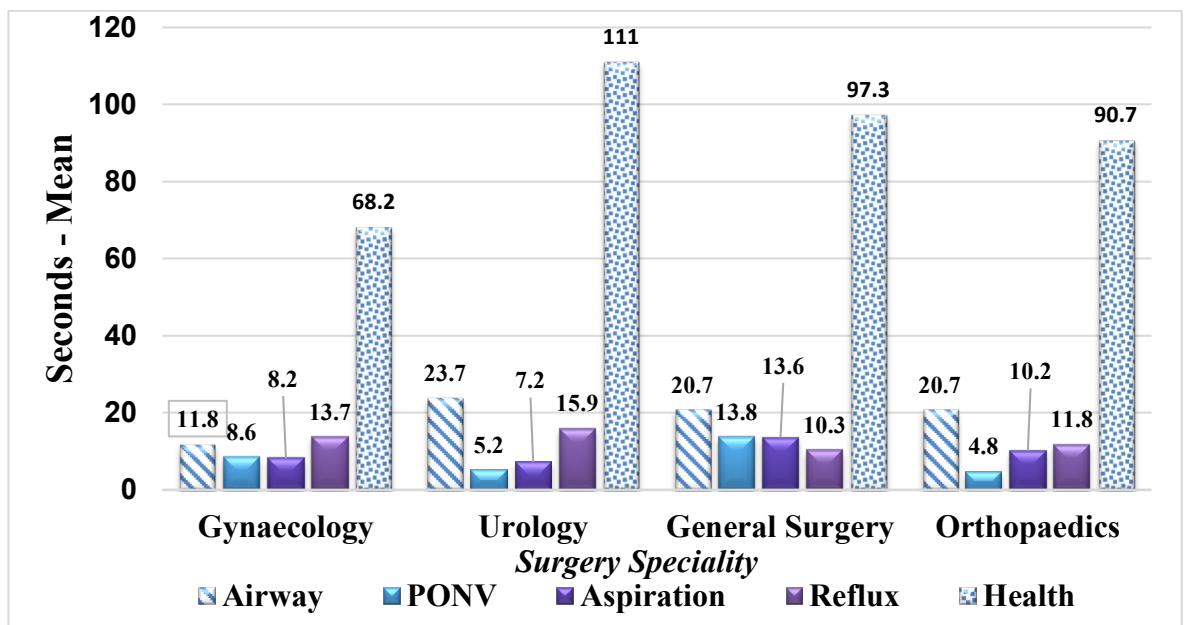 120
100
80
60
40
20
0
Seconds - Mean
11.8 8.6 8.2 13.7 68.2
23.7 5.2 7.2 15.9 111
20.7 13.8 13.6 10.3 97.3
20.7 4.8 10.2 11.8 90.7
Gynaecology Urology General Surgery Orthopaedics
Surgery Speciality
Airway PONV Aspiration Reflux Health